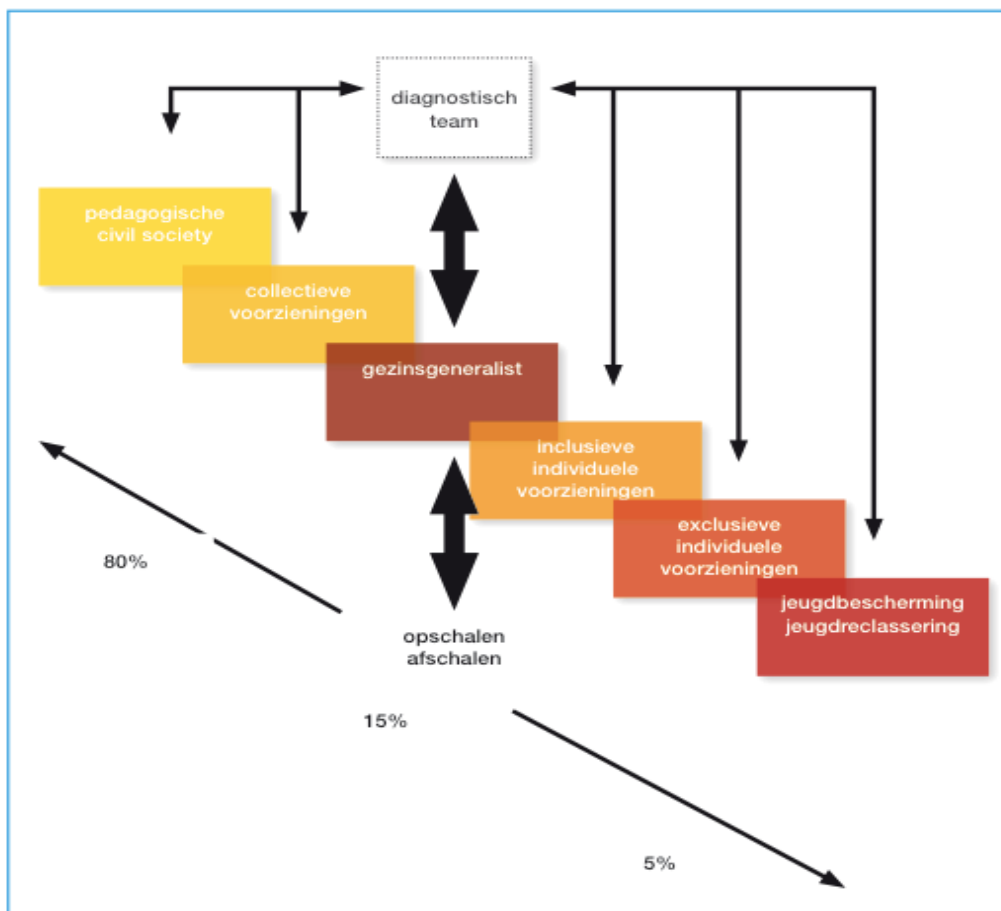 diagnostisch
team
pedagogische
civil society
collectieve
voorzieningen
gezinsgeneralist
inclusieve
individuele
voorzieningen
exclusieve
individuele
voorzieningen
80%
jeugdbescherming
jeugdreclassering
opschalen
afschalen
15%
5%